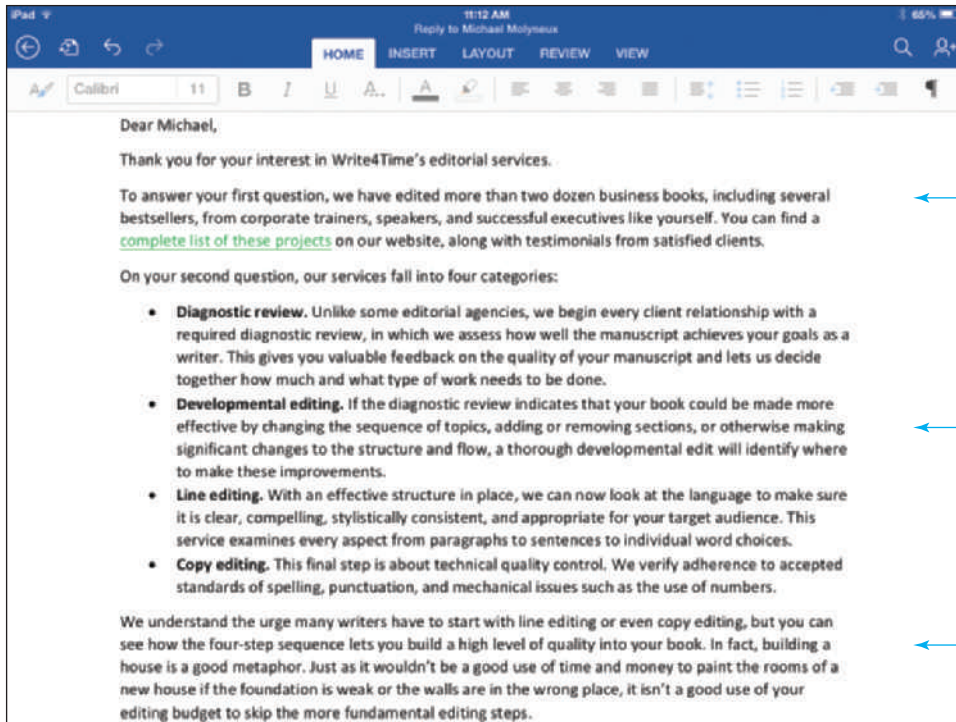 iPad
11:12 AM
65%
Reply to Michael Molyneux
HOME INSERT LAYOUT REVIEW VIEW
Calibri 11 B I U A.. A
Dear Michael,
Thank you for your interest in Write4Time's editorial services.
To answer your first question, we have edited more than two dozen business books, including several
bestsellers, from corporate trainers, speakers, and successful executives like yourself. You can find a
complete list of these projects on our website, along with testimonials from satisfied clients.
On your second question, our services fall into four categories:
• Diagnostic review. Unlike some editorial agencies, we begin every client relationship with a
required diagnostic review, in which we assess how well the manuscript achieves your goals as a
writer. This gives you valuable feedback on the quality of your manuscript and lets us decide
together how much and what type of work needs to be done.
• Developmental editing. If the diagnostic review indicates that your book could be made more
effective by changing the sequence of topics, adding or removing sections, or otherwise making
significant changes to the structure and flow, a thorough developmental edit will identify where
to make these improvements.
• Line editing. With an effective structure in place, we can now look at the language to make sure
it is clear, compelling, stylistically consistent, and appropriate for your target audience. This
service examines every aspect from paragraphs to sentences to individual word choices.
• Copy editing. This final step is about technical quality control. We verify adherence to accepted
standards of spelling, punctuation, and mechanical issues such as the use of numbers.
We understand the urge many writers have to start with line editing or even copy editing, but you can
see how the four-step sequence lets you build a high level of quality into your book. In fact, building a
house is a good metaphor. Just as it wouldn't be a good use of time and money to paint the rooms of a
new house if the foundation is weak or the walls are in the wrong place, it isn't a good use of your
editing budget to skip the more fundamental editing steps.